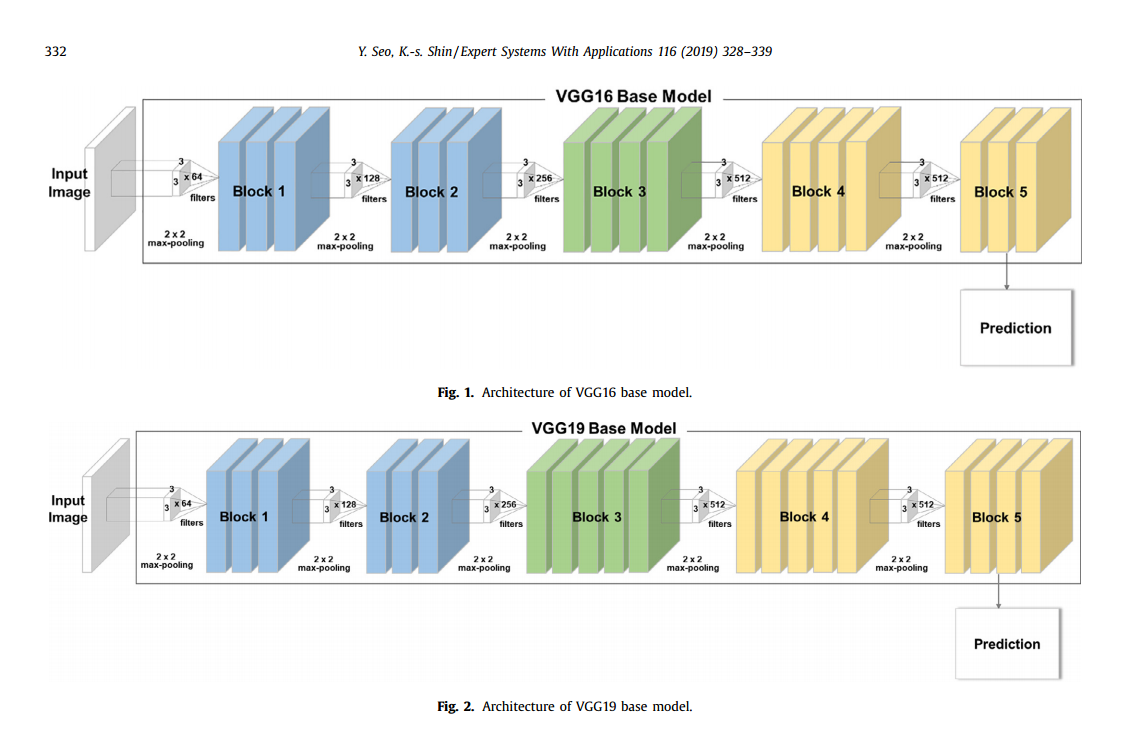 332
Y. Seo, K.-s. Shin / Expert Systems With Applications 116 (2019) 328–339
VGG16 Base Model
Input
Image
3
3
x 64
filters
2 x 2
max-pooling
Block 1
3
3
x 128
filters
2 x 2
max-pooling
Block 2
3
3
x 256
filters
2 x 2
max-pooling
Block 3
3
3
x 512
filters
2 x 2
max-pooling
Block 4
3
3
x 512
filters
2 x 2
max-pooling
Block 5
Prediction
Fig. 1. Architecture of VGG16 base model.
VGG19 Base Model
Input
Image
3
3
x 64
filters
2 x 2
max-pooling
Block 1
3
3
x 128
filters
2 x 2
max-pooling
Block 2
3
3
x 256
filters
2 x 2
max-pooling
Block 3
3
3
x 512
filters
2 x 2
max-pooling
Block 4
3
3
x 512
filters
2 x 2
max-pooling
Block 5
Prediction
Fig. 2. Architecture of VGG19 base model.